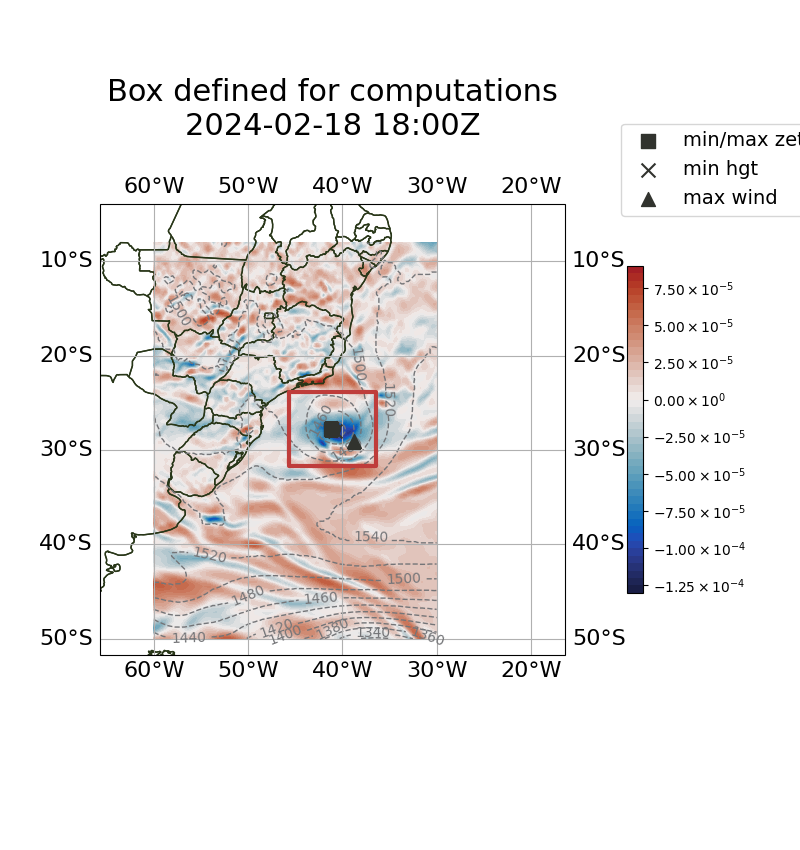 Box defined for computations
2024-02-18 18:00Z
min/max zet
min hgt
max wind
60°W 50°W 40°W 30°W 20°W
10°S 10°S
20°S 20°S
30°S 30°S
40°S 40°S
50°S 50°S
60°W 50°W 40°W 30°W 20°W
7.50 × 10⁻⁵
5.00 × 10⁻⁵
2.50 × 10⁻⁵
0.00 × 10⁰
−2.50 × 10⁻⁵
−5.00 × 10⁻⁵
−7.50 × 10⁻⁵
−1.00 × 10⁻⁴
−1.25 × 10⁻⁴
1500
1500
1520
1540
1520
1500
1480
1460
1440
1420
1400
1380
1340